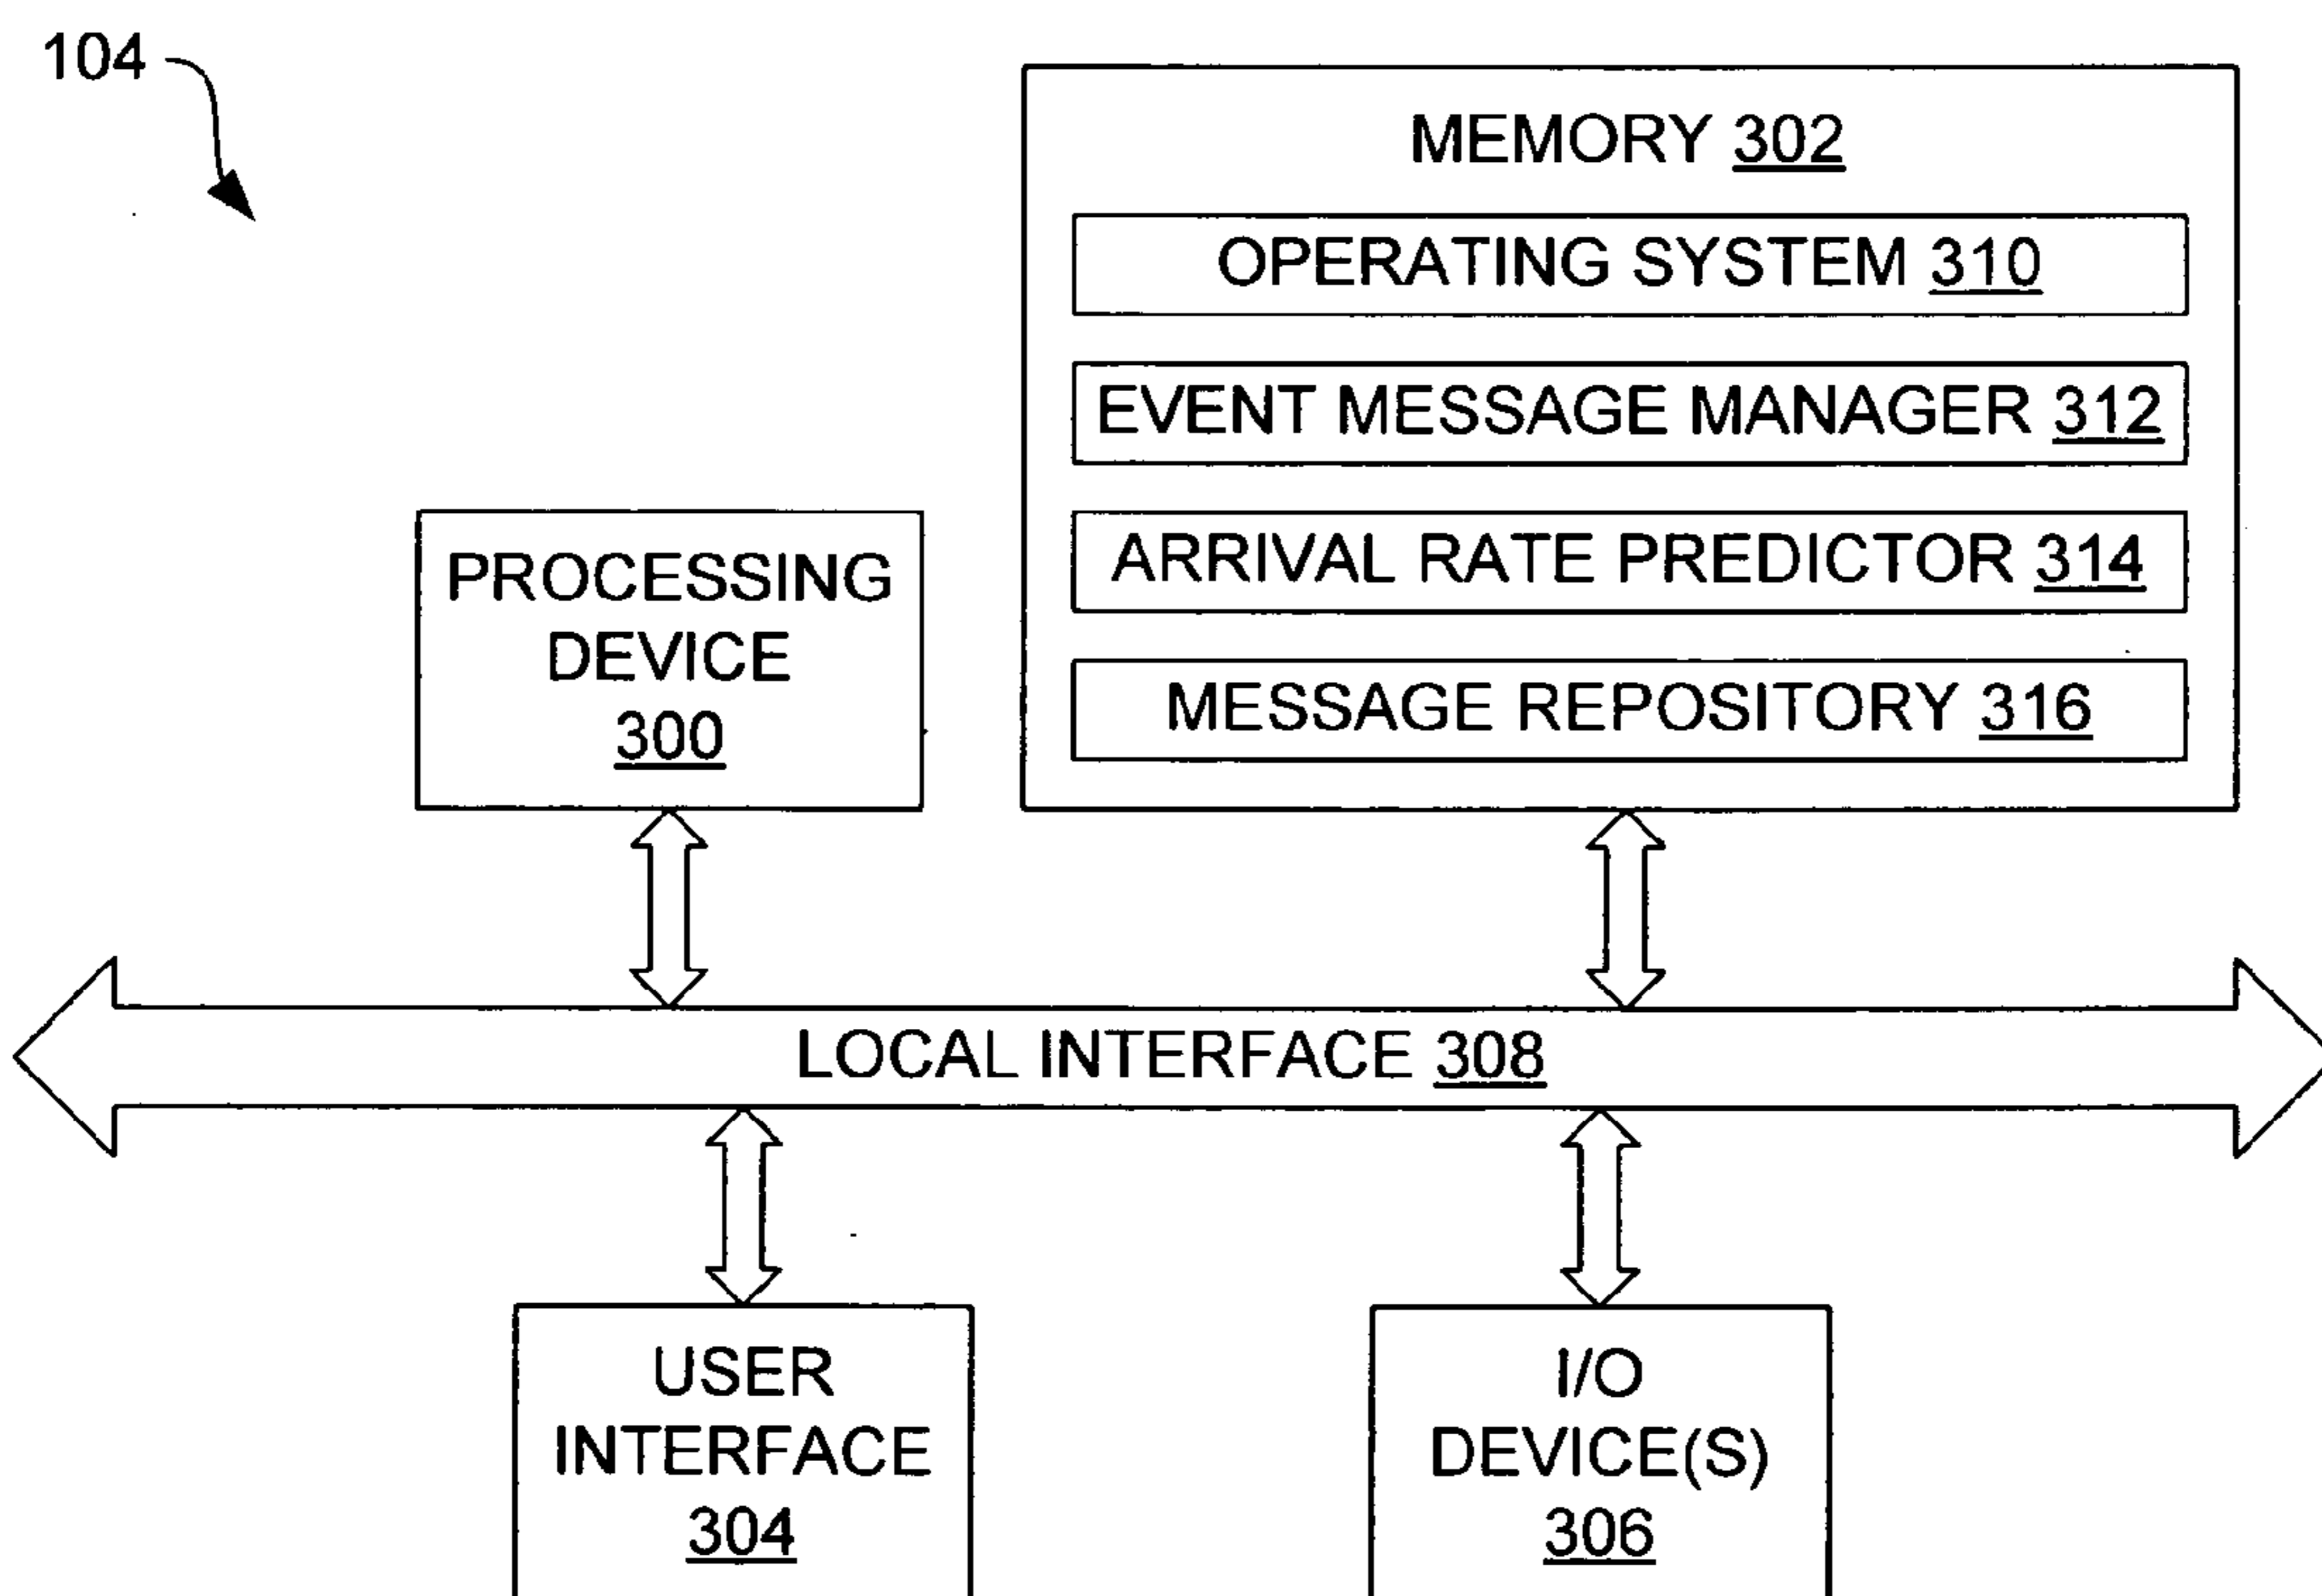 104
MEMORY 302
OPERATING SYSTEM 310
EVENT MESSAGE MANAGER 312
ARRIVAL RATE PREDICTOR 314
MESSAGE REPOSITORY 316
PROCESSING
DEVICE
300
LOCAL INTERFACE 308
USER
INTERFACE
304
I/O
DEVICE(S)
306